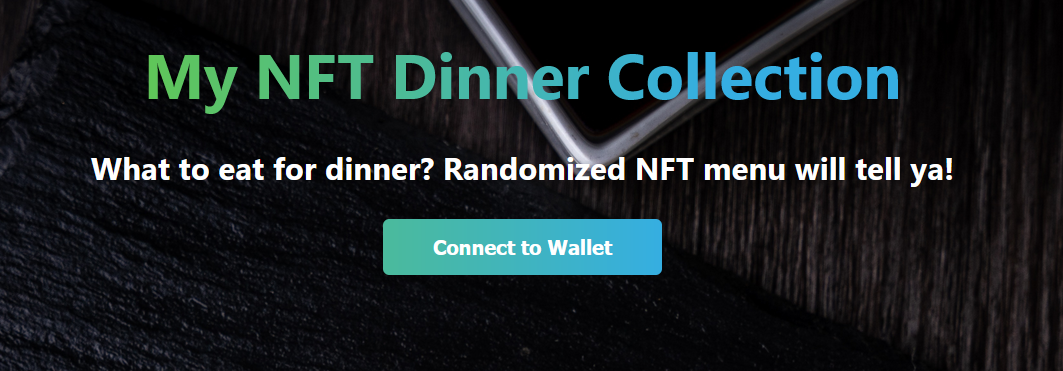 My NFT Dinner Collection
What to eat for dinner? Randomized NFT menu will tell ya!
Connect to Wallet